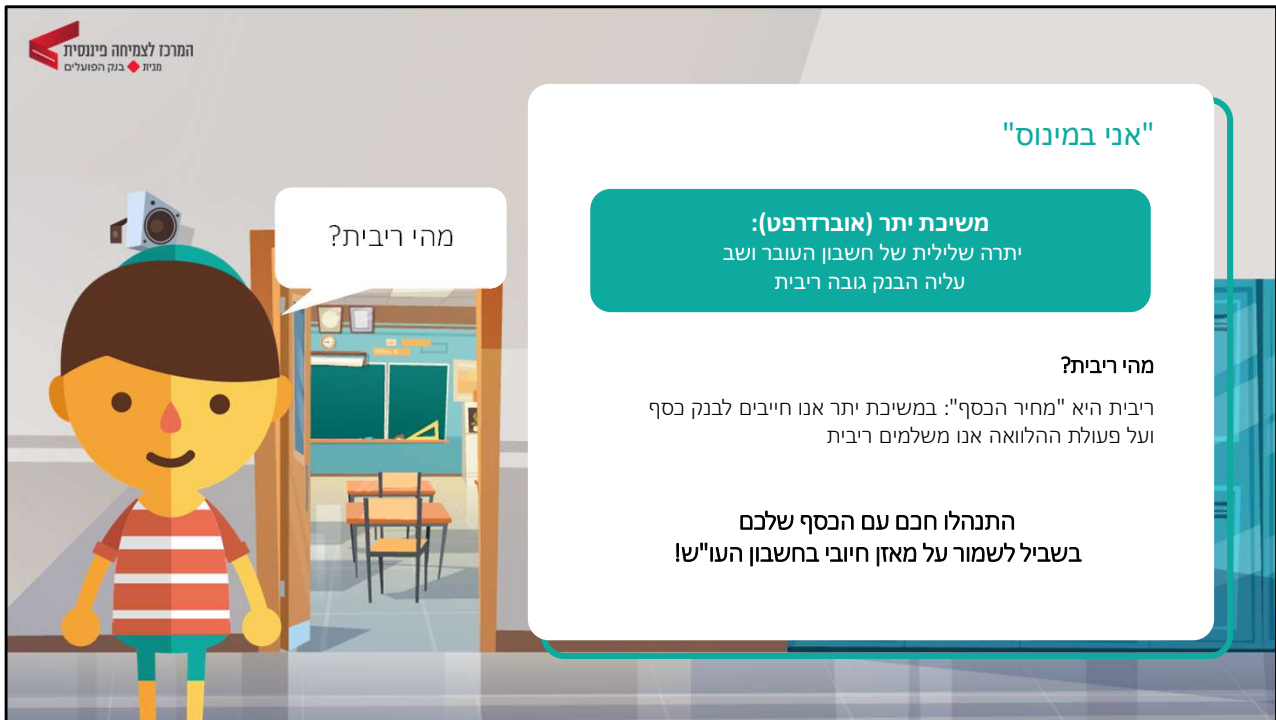 המרכז לצמיחה פיננסית
מבית בנק הפועלים
"אני במינוס"
משיכת יתר (אוברדרפט):
יתרה שלילית של חשבון העובר ושב
עליה הבנק גובה ריבית
מהי ריבית?
מהי ריבית?
ריבית היא "מחיר הכסף": במשיכת יתר אנו חייבים לבנק כסף
ועל פעולת ההלוואה אנו משלמים ריבית
התנהלו חכם עם הכסף שלכם
בשביל לשמור על מאזן חיובי בחשבון העו"ש!